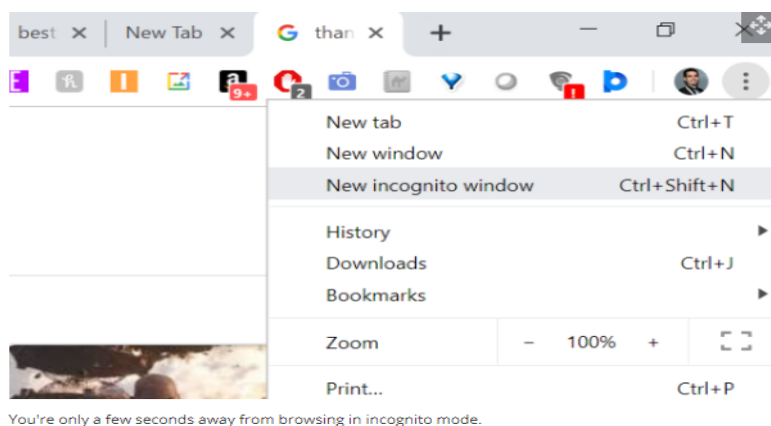 best New Tab than
9+ 2 !
New tab Ctrl+T
New window Ctrl+N
New incognito window Ctrl+Shift+N
History
Downloads Ctrl+J
Bookmarks
Zoom - 100% +
Print... Ctrl+P
You're only a few seconds away from browsing in incognito mode.